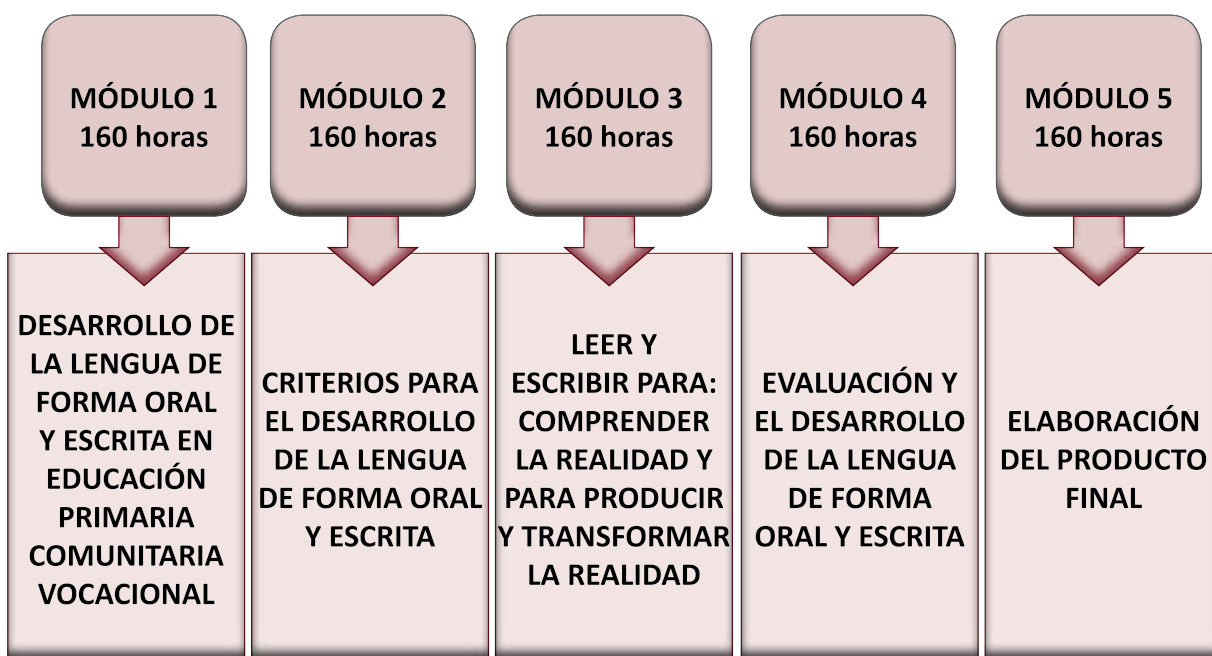 MÓDULO 1
160 horas
MÓDULO 2
160 horas
MÓDULO 3
160 horas
MÓDULO 4
160 horas
MÓDULO 5
160 horas
DESARROLLO DE
LA LENGUA DE
FORMA ORAL
Y ESCRITA EN
EDUCACIÓN
PRIMARIA
COMUNITARIA
VOCACIONAL
CRITERIOS PARA
EL DESARROLLO
DE LA LENGUA
DE FORMA ORAL
Y ESCRITA
LEER Y
ESCRIBIR PARA:
COMPRENDER
LA REALIDAD Y
PARA PRODUCIR
Y TRANSFORMAR
LA REALIDAD
EVALUACIÓN Y
EL DESARROLLO
DE LA LENGUA
DE FORMA
ORAL Y ESCRITA
ELABORACIÓN
DEL PRODUCTO
FINAL